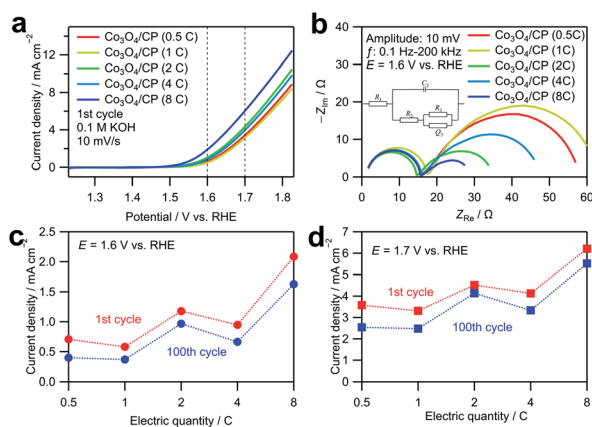 a
Current density / mA cm−2
12
8
4
0
Co3O4/CP (0.5 C)
Co3O4/CP (1 C)
Co3O4/CP (2 C)
Co3O4/CP (4 C)
Co3O4/CP (8 C)
1st cycle
0.1 M KOH
10 mV/s
1.3 1.4 1.5 1.6 1.7 1.8
Potential / V vs. RHE
b
−ZIm / Ω
40
30
20
10
0
Amplitude: 10 mV
f: 0.1 Hz-200 kHz
E = 1.6 V vs. RHE
Co3O4/CP (0.5C)
Co3O4/CP (1C)
Co3O4/CP (2C)
Co3O4/CP (4C)
Co3O4/CP (8C)
R1
C2
R2
R3
Q3
0 10 20 30 40 50 60
ZRe / Ω
c
Current density / mA cm−2
2.5
2.0
1.5
1.0
0.5
0.0
E = 1.6 V vs. RHE
1st cycle
100th cycle
0.5 1 2 4 8
Electric quantity / C
d
Current density / mA cm−2
7
6
5
4
3
2
1
0
E = 1.7 V vs. RHE
1st cycle
100th cycle
0.5 1 2 4 8
Electric quantity / C